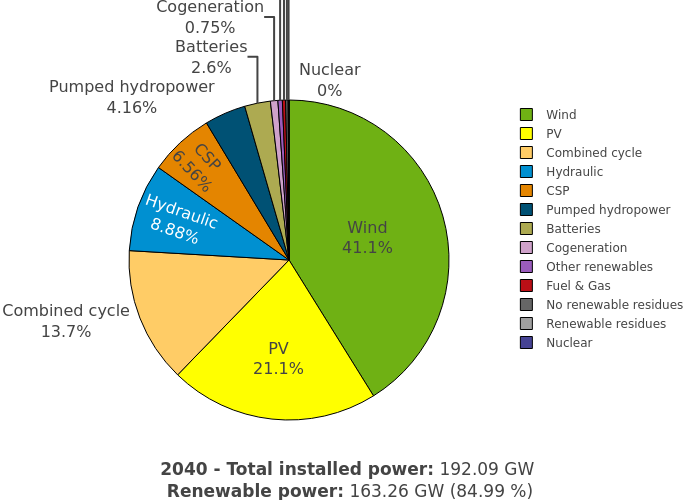 Cogeneration
0.75%
Batteries
2.6%
Pumped hydropower
4.16%
Nuclear
0%
CSP
6.56%
Hydraulic
8.88%
Wind
41.1%
Combined cycle
13.7%
PV
21.1%
Wind
PV
Combined cycle
Hydraulic
CSP
Pumped hydropower
Batteries
Cogeneration
Other renewables
Fuel & Gas
No renewable residues
Renewable residues
Nuclear
2040 - Total installed power: 192.09 GW
Renewable power: 163.26 GW (84.99 %)